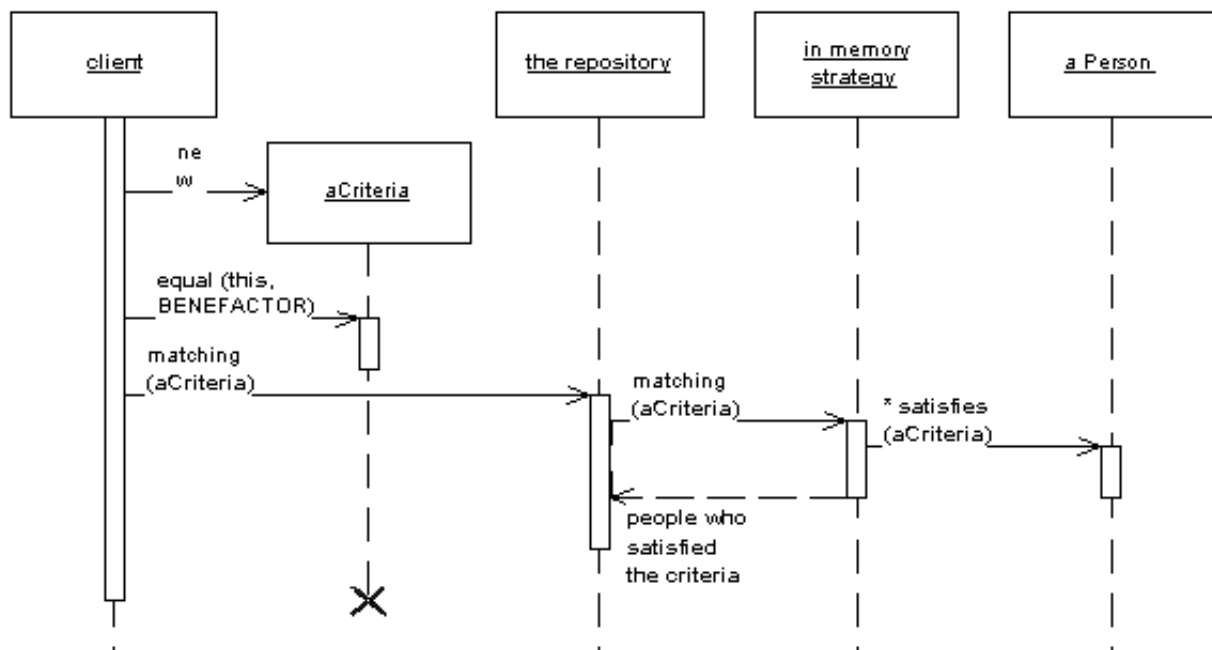 client
the repository
in memory
strategy
a Person
ne
w
aCriteria
equal (this,
BENEFACTOR)
matching
(aCriteria)
matching
(aCriteria)
* satisfies
(aCriteria)
people who
satisfied
the criteria